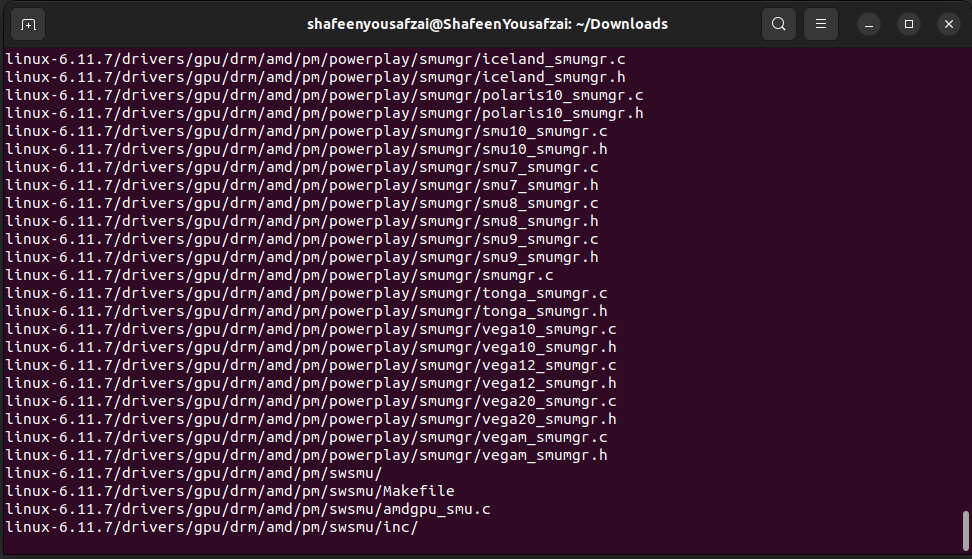 shafeenyousafzai@ShafeenYousafzai: ~/Downloads
linux-6.11.7/drivers/gpu/drm/amd/pm/powerplay/smumgr/iceland_smumgr.c
linux-6.11.7/drivers/gpu/drm/amd/pm/powerplay/smumgr/iceland_smumgr.h
linux-6.11.7/drivers/gpu/drm/amd/pm/powerplay/smumgr/polaris10_smumgr.c
linux-6.11.7/drivers/gpu/drm/amd/pm/powerplay/smumgr/polaris10_smumgr.h
linux-6.11.7/drivers/gpu/drm/amd/pm/powerplay/smumgr/smu10_smumgr.c
linux-6.11.7/drivers/gpu/drm/amd/pm/powerplay/smumgr/smu10_smumgr.h
linux-6.11.7/drivers/gpu/drm/amd/pm/powerplay/smumgr/smu7_smumgr.c
linux-6.11.7/drivers/gpu/drm/amd/pm/powerplay/smumgr/smu7_smumgr.h
linux-6.11.7/drivers/gpu/drm/amd/pm/powerplay/smumgr/smu8_smumgr.c
linux-6.11.7/drivers/gpu/drm/amd/pm/powerplay/smumgr/smu8_smumgr.h
linux-6.11.7/drivers/gpu/drm/amd/pm/powerplay/smumgr/smu9_smumgr.c
linux-6.11.7/drivers/gpu/drm/amd/pm/powerplay/smumgr/smu9_smumgr.h
linux-6.11.7/drivers/gpu/drm/amd/pm/powerplay/smumgr/smumgr.c
linux-6.11.7/drivers/gpu/drm/amd/pm/powerplay/smumgr/tonga_smumgr.c
linux-6.11.7/drivers/gpu/drm/amd/pm/powerplay/smumgr/tonga_smumgr.h
linux-6.11.7/drivers/gpu/drm/amd/pm/powerplay/smumgr/vega10_smumgr.c
linux-6.11.7/drivers/gpu/drm/amd/pm/powerplay/smumgr/vega10_smumgr.h
linux-6.11.7/drivers/gpu/drm/amd/pm/powerplay/smumgr/vega12_smumgr.c
linux-6.11.7/drivers/gpu/drm/amd/pm/powerplay/smumgr/vega12_smumgr.h
linux-6.11.7/drivers/gpu/drm/amd/pm/powerplay/smumgr/vega20_smumgr.c
linux-6.11.7/drivers/gpu/drm/amd/pm/powerplay/smumgr/vega20_smumgr.h
linux-6.11.7/drivers/gpu/drm/amd/pm/powerplay/smumgr/vegam_smumgr.c
linux-6.11.7/drivers/gpu/drm/amd/pm/powerplay/smumgr/vegam_smumgr.h
linux-6.11.7/drivers/gpu/drm/amd/pm/swsmu/
linux-6.11.7/drivers/gpu/drm/amd/pm/swsmu/Makefile
linux-6.11.7/drivers/gpu/drm/amd/pm/swsmu/amdgpu_smu.c
linux-6.11.7/drivers/gpu/drm/amd/pm/swsmu/inc/